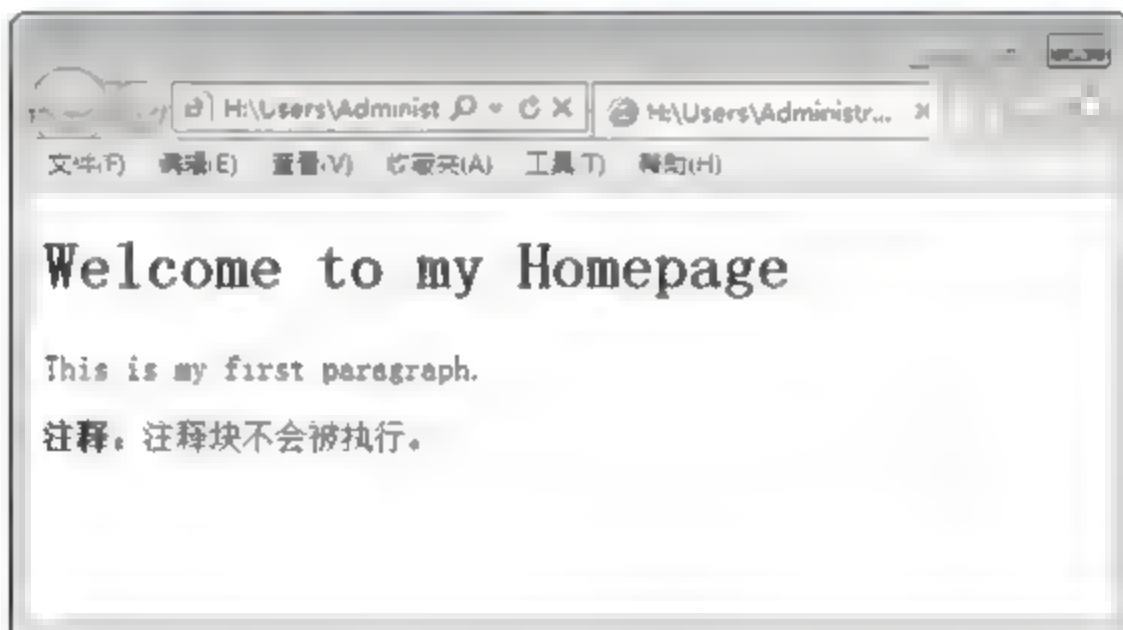 H:\Users\Administ
H:\Users\Administr...
文件(F) 编辑(E) 查看(V) 收藏夹(A) 工具(T) 帮助(H)
Welcome to my Homepage
This is my first paragraph.
注释：注释块不会被执行。